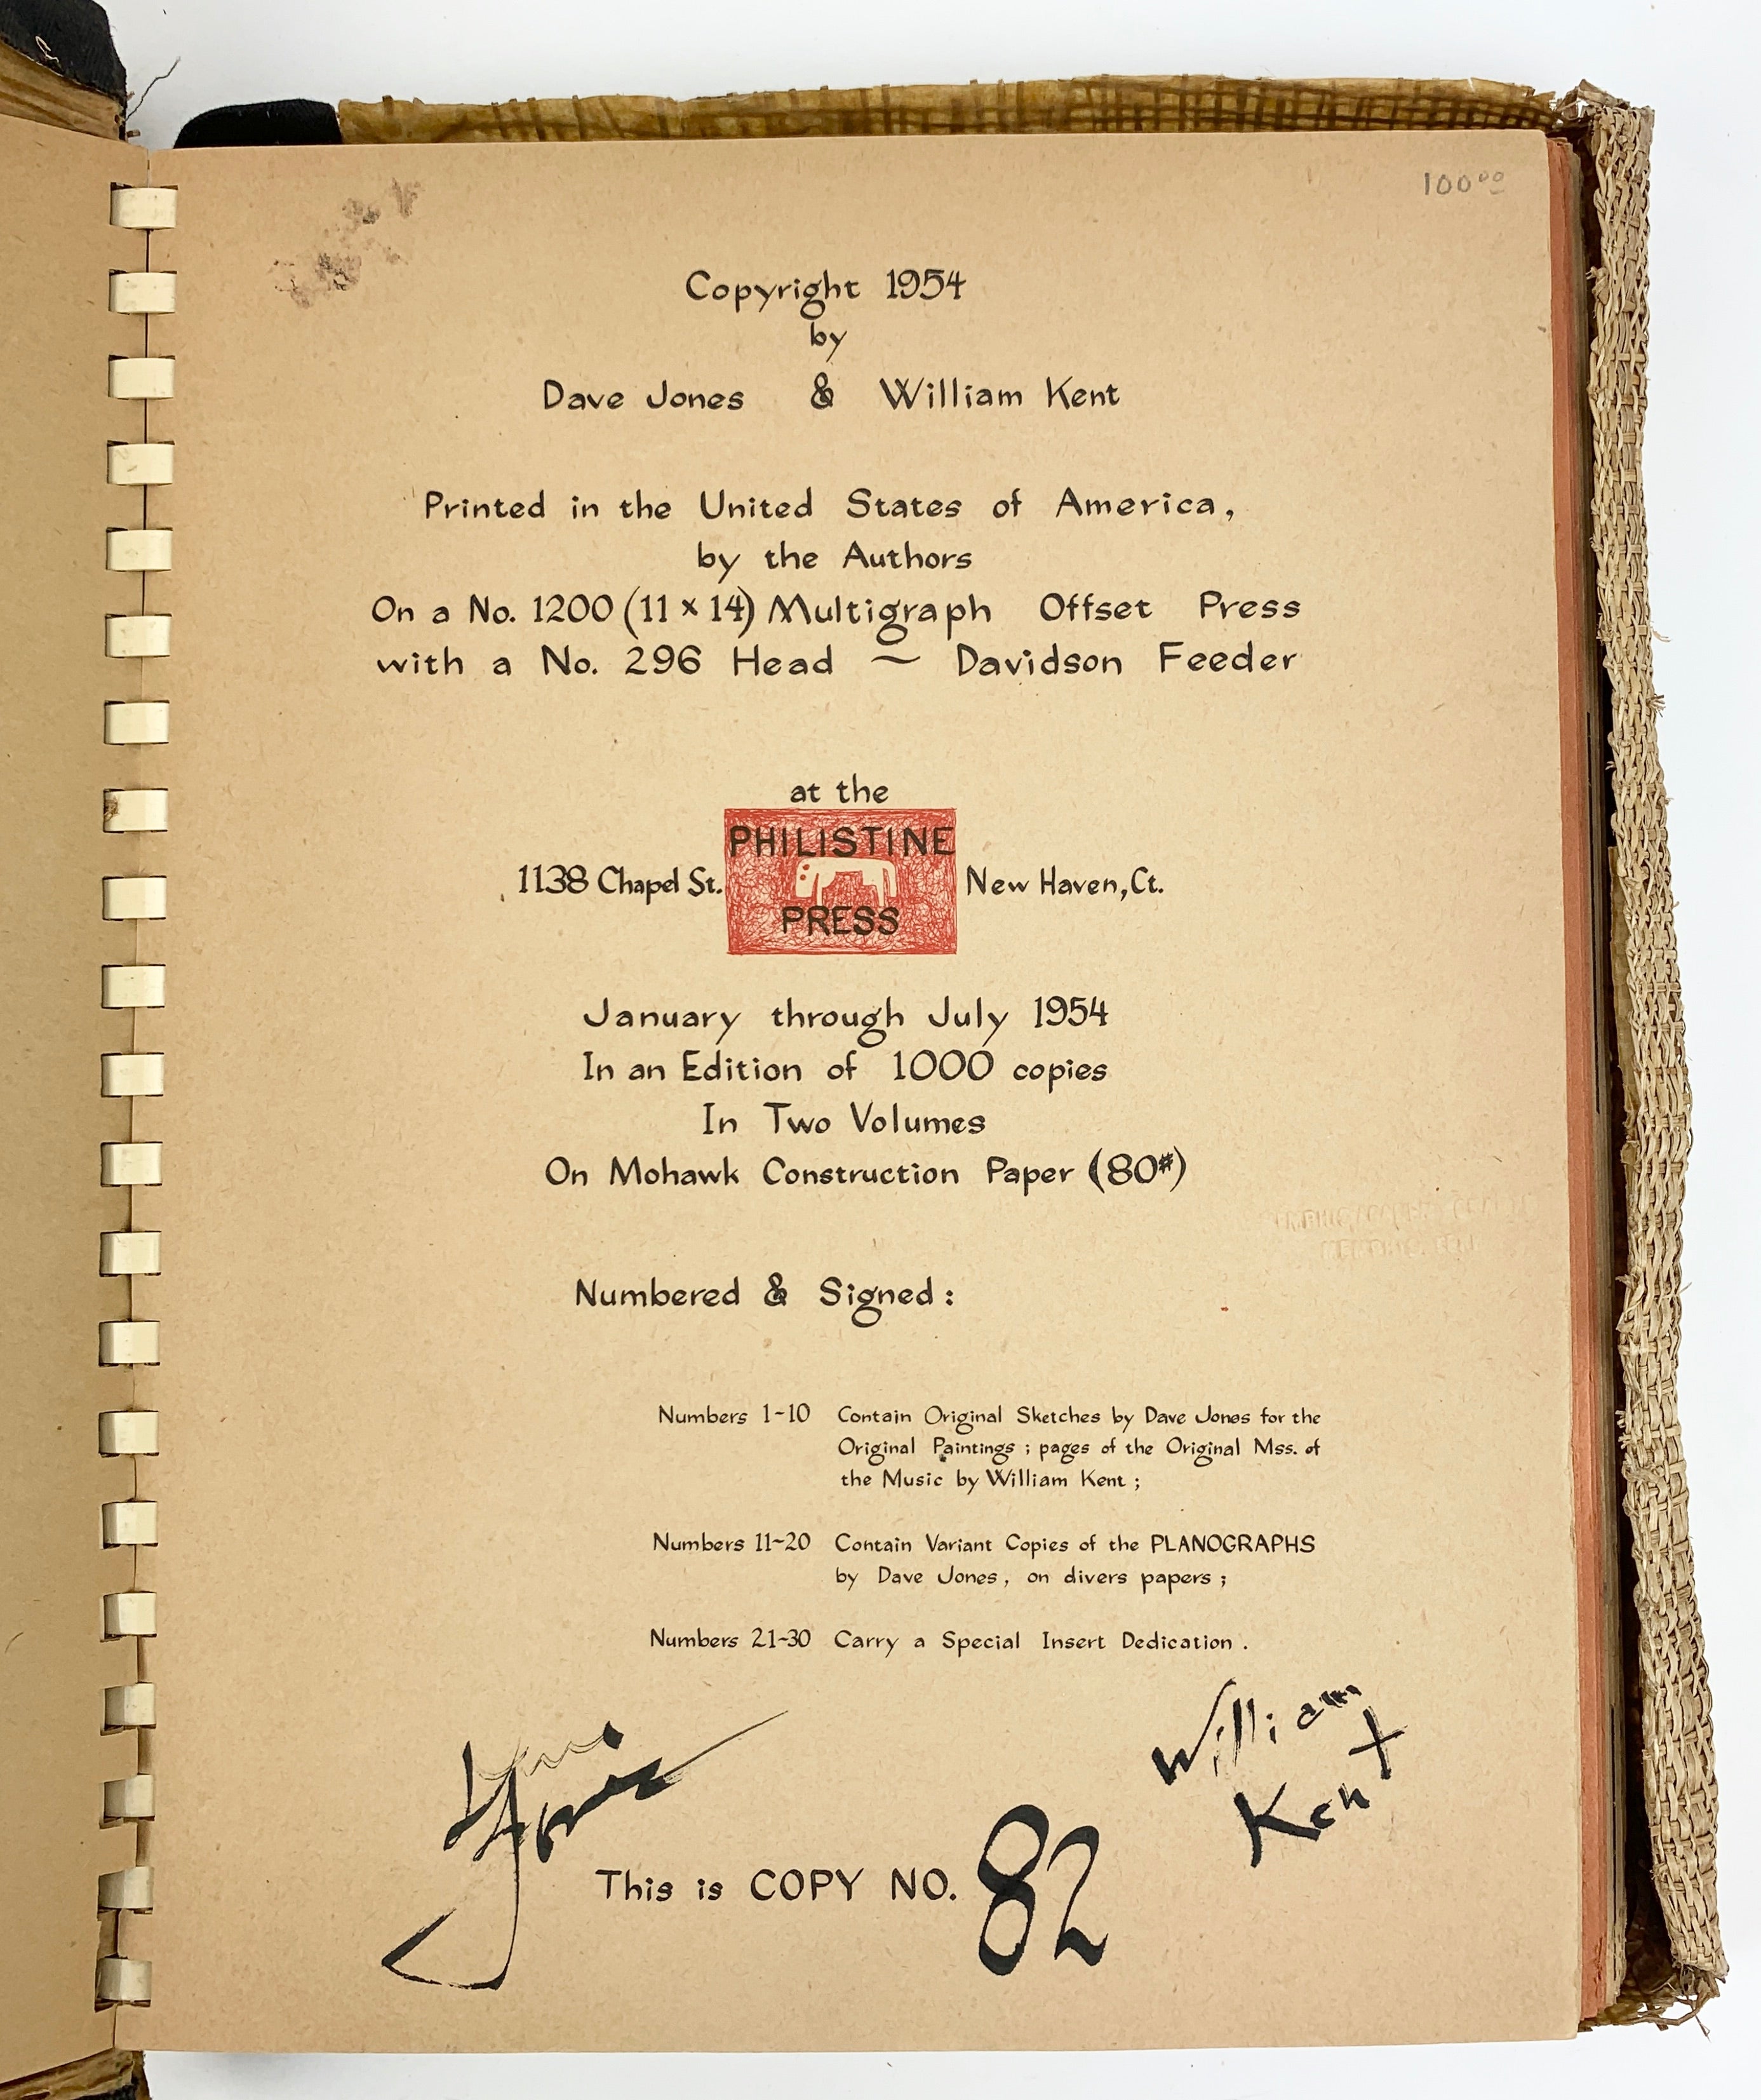 100⁰⁰
Copyright 1954
by
Dave Jones & William Kent
Printed in the United States of America,
by the Authors
On a No. 1200 (11 x 14) Multigraph Offset Press
with a No. 296 Head ~ Davidson Feeder
at the
PHILISTINE
1138 Chapel St. New Haven, Ct.
PRESS
January through July 1954
In an Edition of 1000 copies
In Two Volumes
On Mohawk Construction Paper (80#)
Numbered & Signed:
Numbers 1-10 Contain Original Sketches by Dave Jones for the
Original Paintings ; pages of the Original Mss. of
the Music by William Kent ;
Numbers 11-20 Contain Variant Copies of the PLANOGRAPHS
by Dave Jones, on divers papers ;
Numbers 21-30 Carry a Special Insert Dedication .
William
Kent
Jones
This is COPY NO. 82